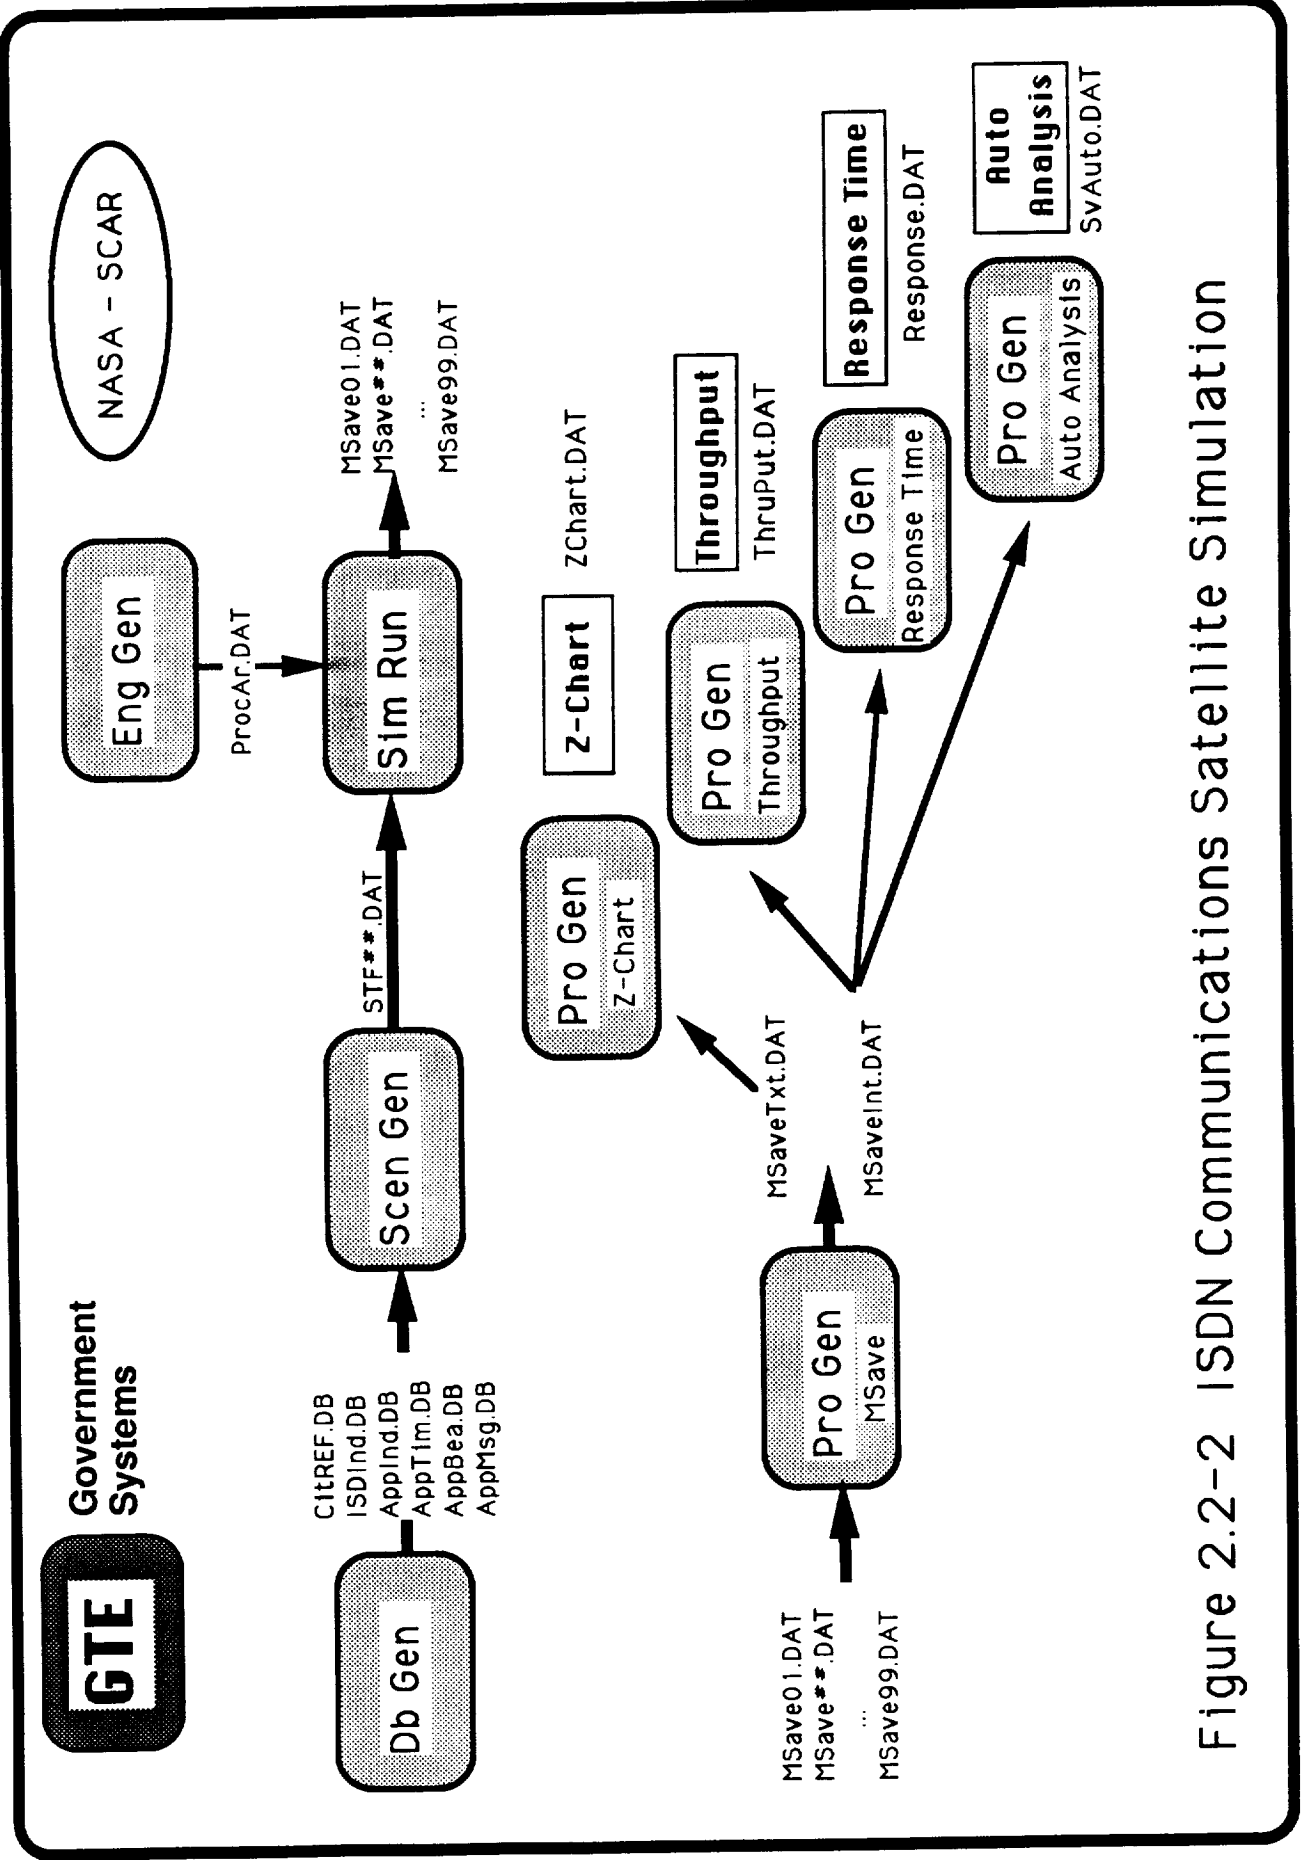 GTE
Government
Systems
NASA - SCAR
Eng Gen
ProcAr.DAT
Db Gen
CitREF.DB
ISDInd.DB
AppInd.DB
AppTim.DB
AppBea.DB
AppMsg.DB
Scen Gen
STF**.DAT
Sim Run
MSave01.DAT
MSave**.DAT
...
MSave99.DAT
MSave01.DAT
MSave**.DAT
...
MSave99.DAT
Pro Gen
MSave
MSaveTxt.DAT
MSaveInt.DAT
Pro Gen
Z-Chart
Z-Chart
ZChart.DAT
Pro Gen
Throughput
Throughput
ThruPut.DAT
Pro Gen
Response Time
Response Time
Response.DAT
Pro Gen
Auto Analysis
Auto
Analysis
SvAuto.DAT
Figure 2.2-2 ISDN Communications Satellite Simulation